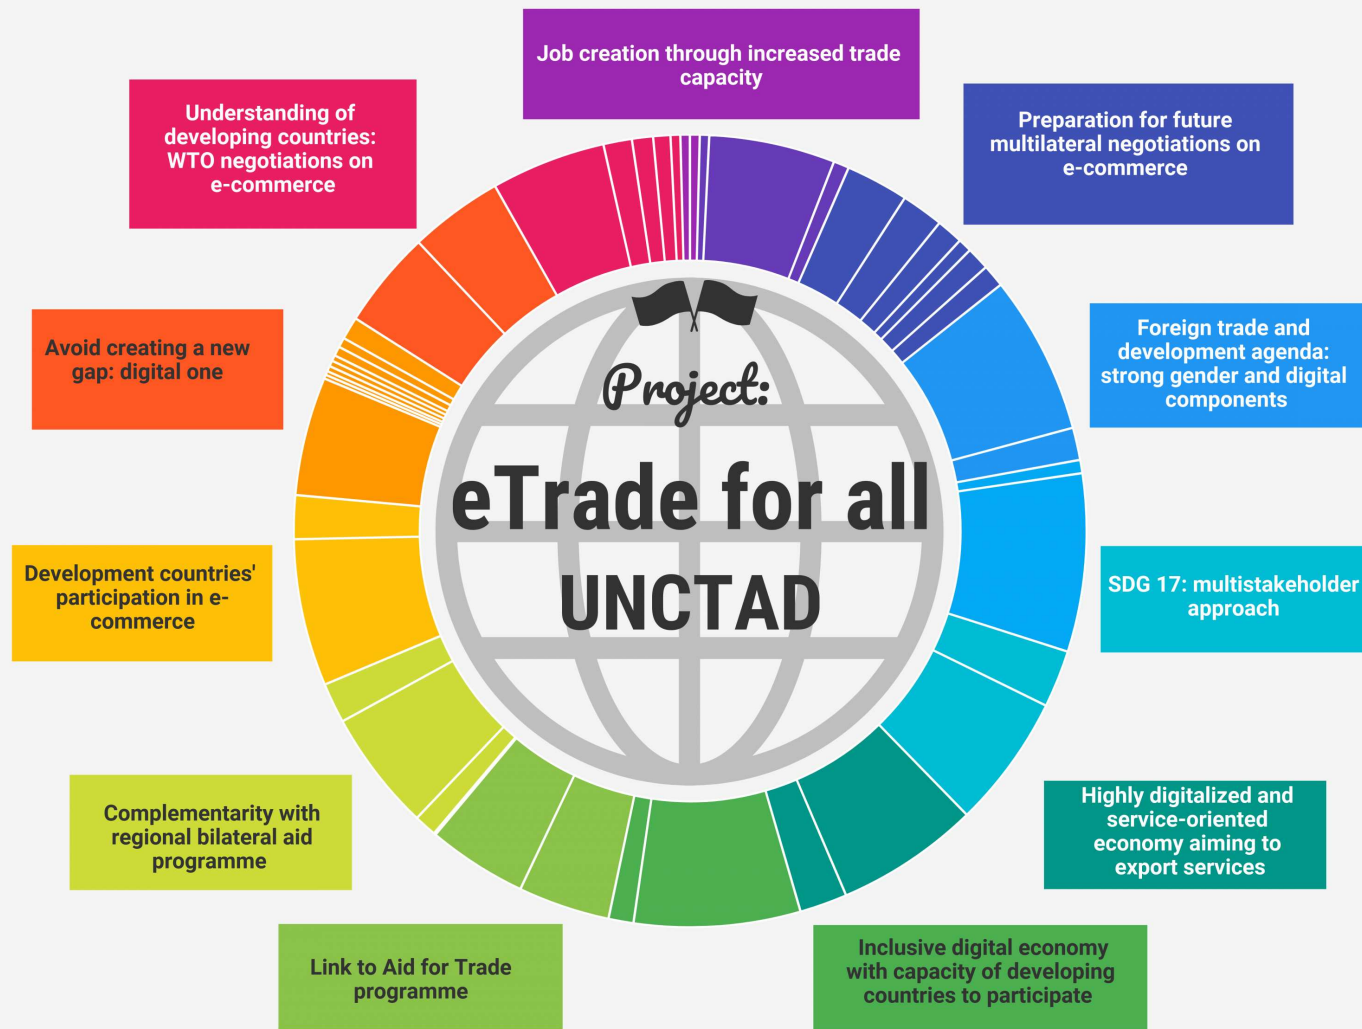 Job creation through increased trade
capacity
Understanding of
developing countries:
WTO negotiations on
e-commerce
Preparation for future
multilateral negotiations on
e-commerce
Foreign trade and
development agenda:
strong gender and digital
components
Avoid creating a new
gap: digital one
Project:
eTrade for all
UNCTAD
Development countries'
participation in e-
commerce
SDG 17: multistakeholder
approach
Complementarity with
regional bilateral aid
programme
Highly digitalized and
service-oriented
economy aiming to
export services
Link to Aid for Trade
programme
Inclusive digital economy
with capacity of developing
countries to participate